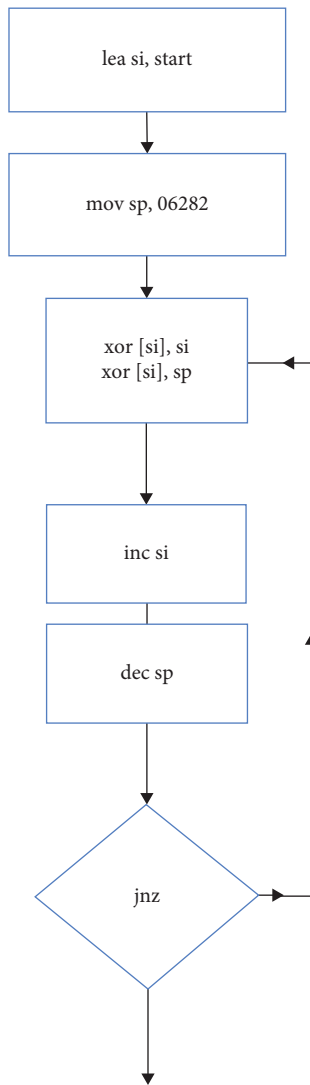 lea si, start
mov sp, 06282
xor [si], si
xor [si], sp
inc si
dec sp
jnz